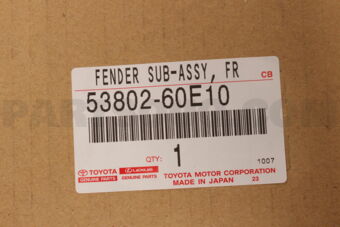 FENDER SUB-ASSY, FR
CB
53802-60E10
QTY: 1
1007
TOYOTA LEXUS TOYOTA MOTOR CORPORATION
GENUINE PARTS GENUINE PARTS MADE IN JAPAN 23